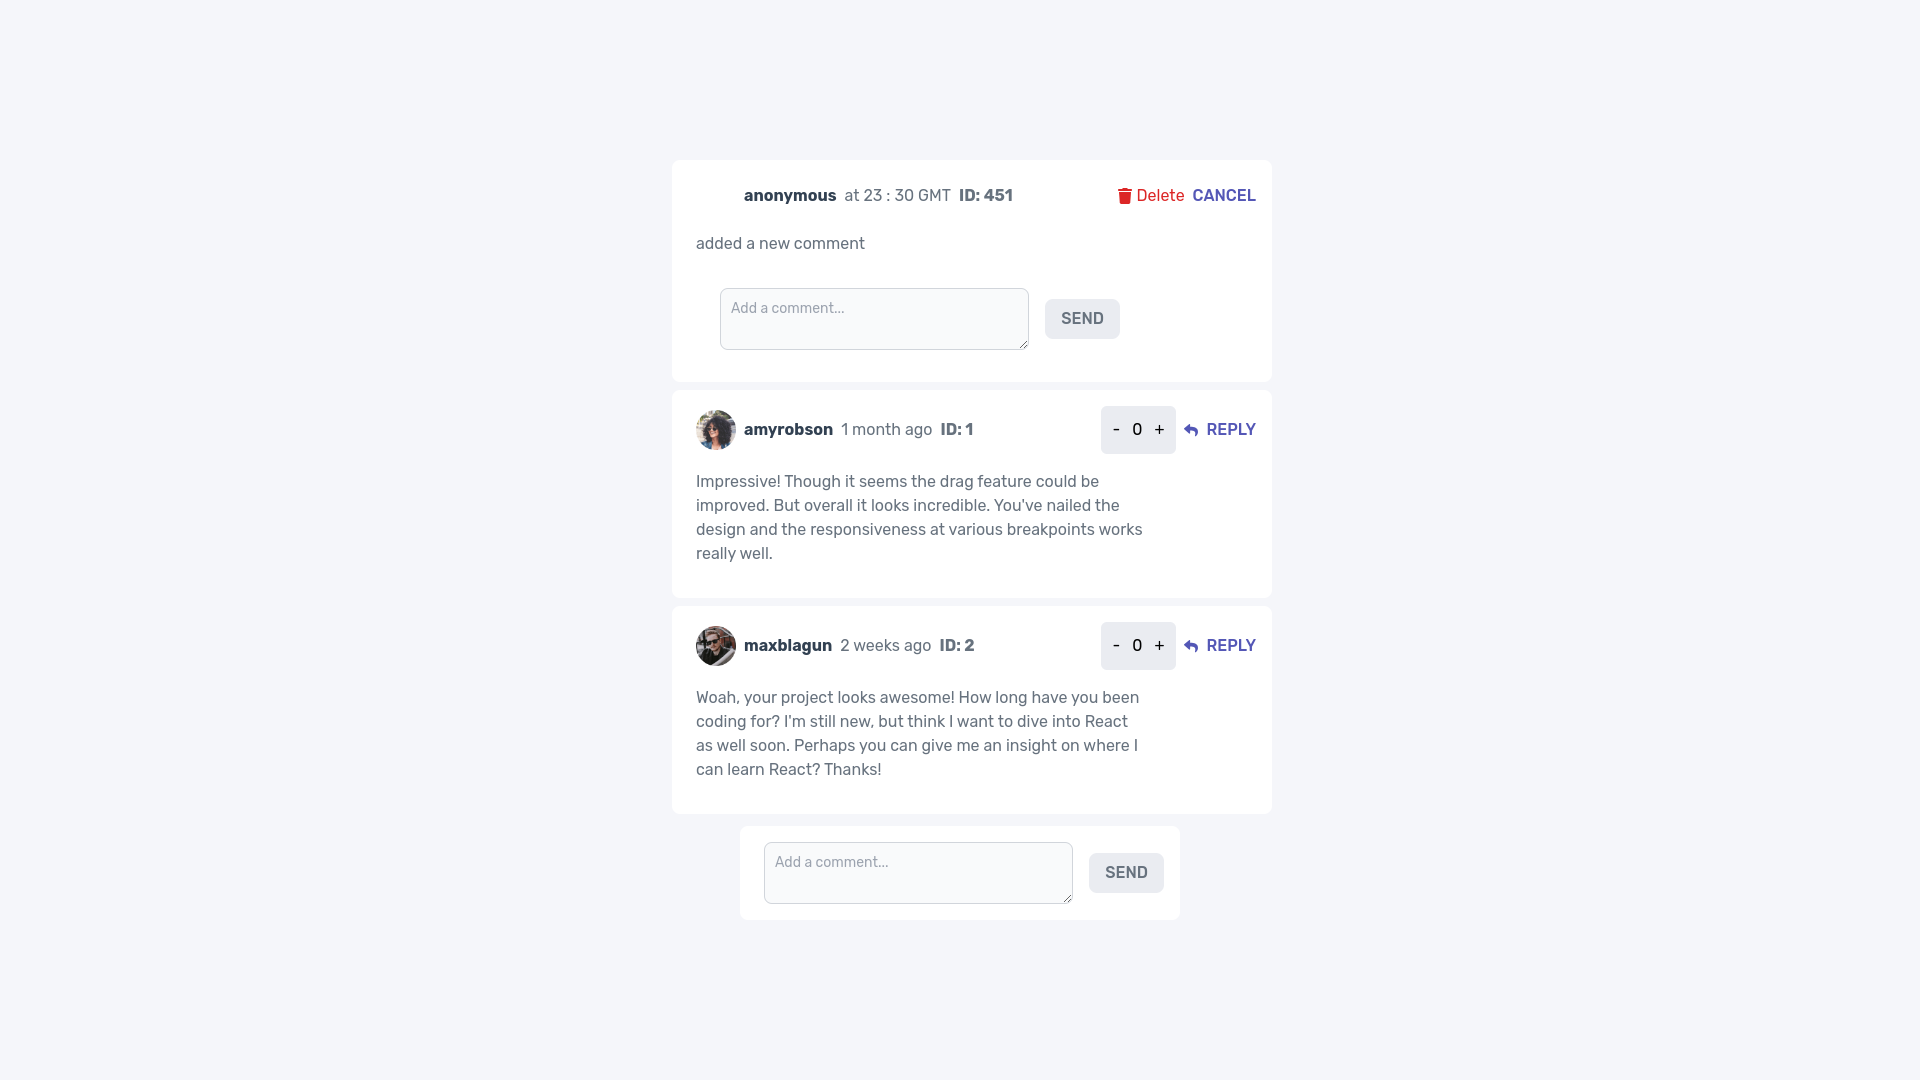 anonymous at 23 : 30 GMT ID: 451 Delete CANCEL
added a new comment
Add a comment... SEND
amyrobson 1 month ago ID: 1 - 0 + REPLY
Impressive! Though it seems the drag feature could be
improved. But overall it looks incredible. You've nailed the
design and the responsiveness at various breakpoints works
really well.
maxblagun 2 weeks ago ID: 2 - 0 + REPLY
Woah, your project looks awesome! How long have you been
coding for? I'm still new, but think I want to dive into React
as well soon. Perhaps you can give me an insight on where I
can learn React? Thanks!
Add a comment... SEND